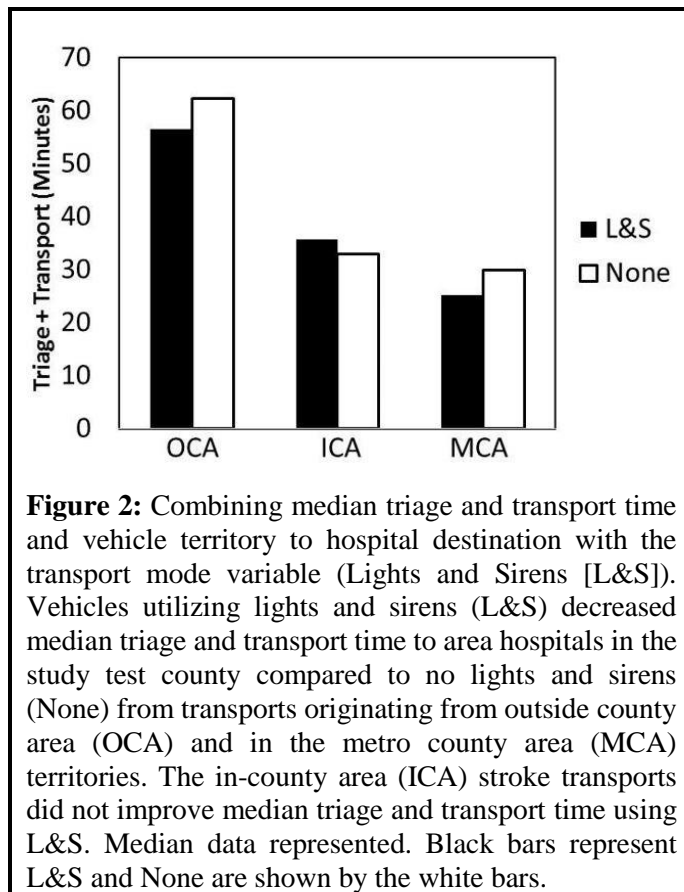 70
60
50
40
30
20
10
0
Triage + Transport (Minutes)
OCA ICA MCA
L&S
None
Figure 2: Combining median triage and transport time
and vehicle territory to hospital destination with the
transport mode variable (Lights and Sirens [L&S]).
Vehicles utilizing lights and sirens (L&S) decreased
median triage and transport time to area hospitals in the
study test county compared to no lights and sirens
(None) from transports originating from outside county
area (OCA) and in the metro county area (MCA)
territories. The in-county area (ICA) stroke transports
did not improve median triage and transport time using
L&S. Median data represented. Black bars represent
L&S and None are shown by the white bars.